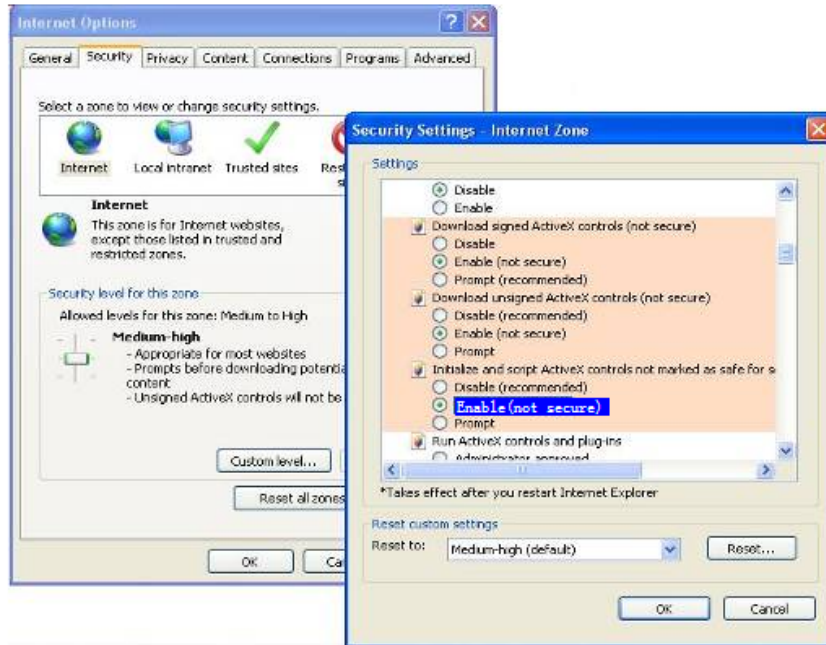 Internet Options
General Security Privacy Content Connections Programs Advanced
Select a zone to view or change security settings.
Internet Local intranet Trusted sites
Internet
This zone is for Internet websites,
except those listed in trusted and
restricted zones.
Security level for this zone
Allowed levels for this zone: Medium to High
Medium-high
- Appropriate for most websites
- Prompts before downloading
content
- Unsigned ActiveX controls will not be
Custom level...
Reset all zones
OK
Security Settings - Internet Zone
Settings
Disable
Enable
Download signed ActiveX controls (not secure)
Disable
Enable (not secure)
Prompt (recommended)
Download unsigned ActiveX controls (not secure)
Disable (recommended)
Enable (not secure)
Prompt
Initialize and script ActiveX controls not marked as safe for
Disable (recommended)
Enable(not secure)
Prompt
Run ActiveX controls and plug-ins
Administrator approved
*Takes effect after you restart Internet Explorer
Reset custom settings
Reset to: Medium-high (default) Reset...
OK Cancel